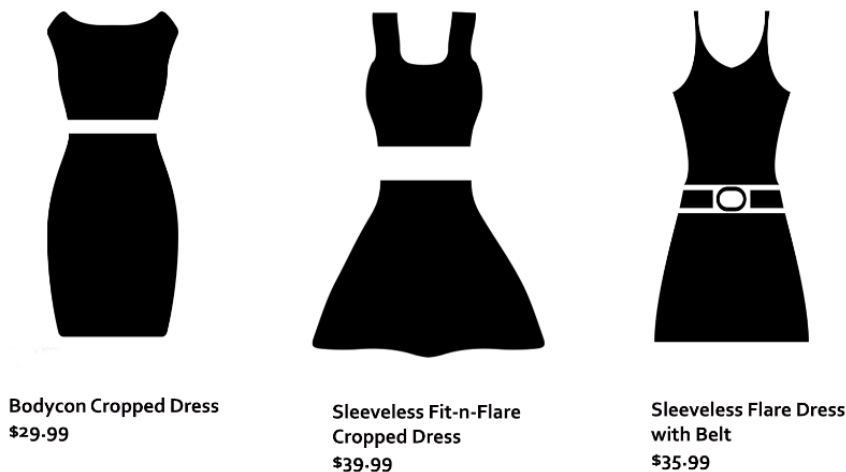 Bodycon Cropped Dress
$29.99
Sleeveless Fit-n-Flare
Cropped Dress
$39.99
Sleeveless Flare Dress
with Belt
$35.99